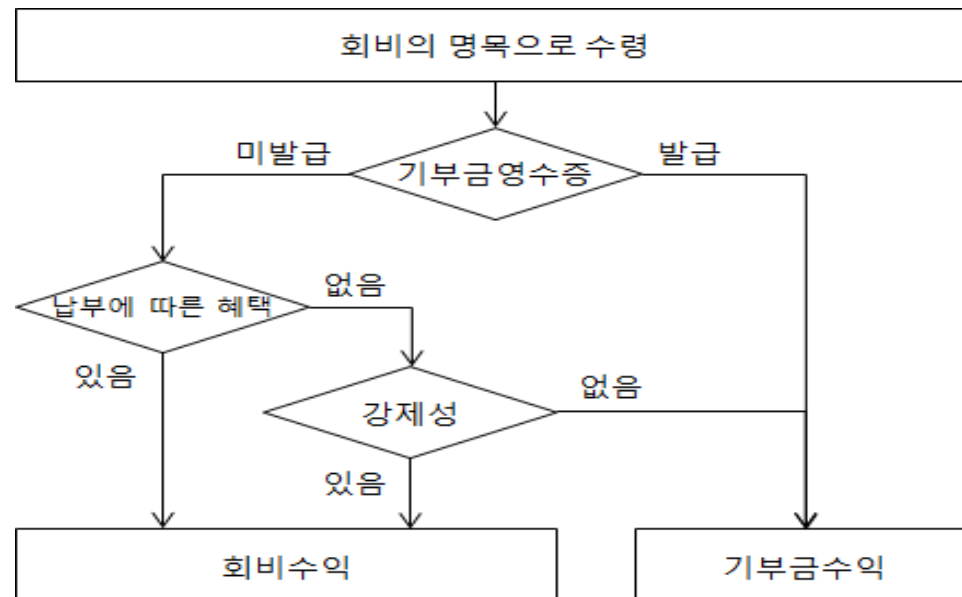 회비의 명목으로 수령
미발급
발급
기부금영수증
없음
납부에 따른 혜택
있음
없음
강제성
있음
회비수익
기부금수익